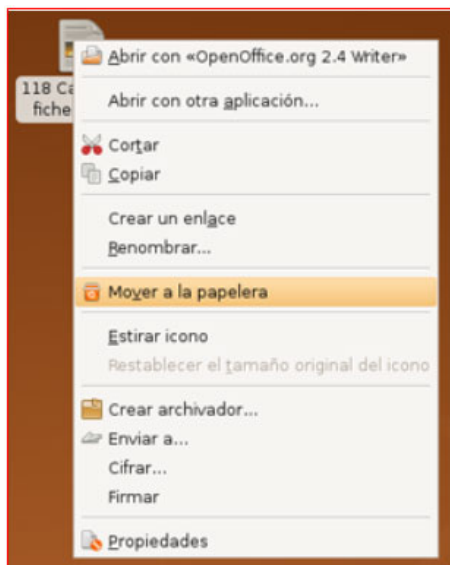 118 Ca
fiche
Abrir con «OpenOffice.org 2.4 Writer»
Abrir con otra aplicación...
Cortar
Copiar
Crear un enlace
Renombrar...
Mover a la papelera
Estirar icono
Restablecer el tamaño original del icono
Crear archivador...
Enviar a...
Cifrar...
Firmar
Propiedades